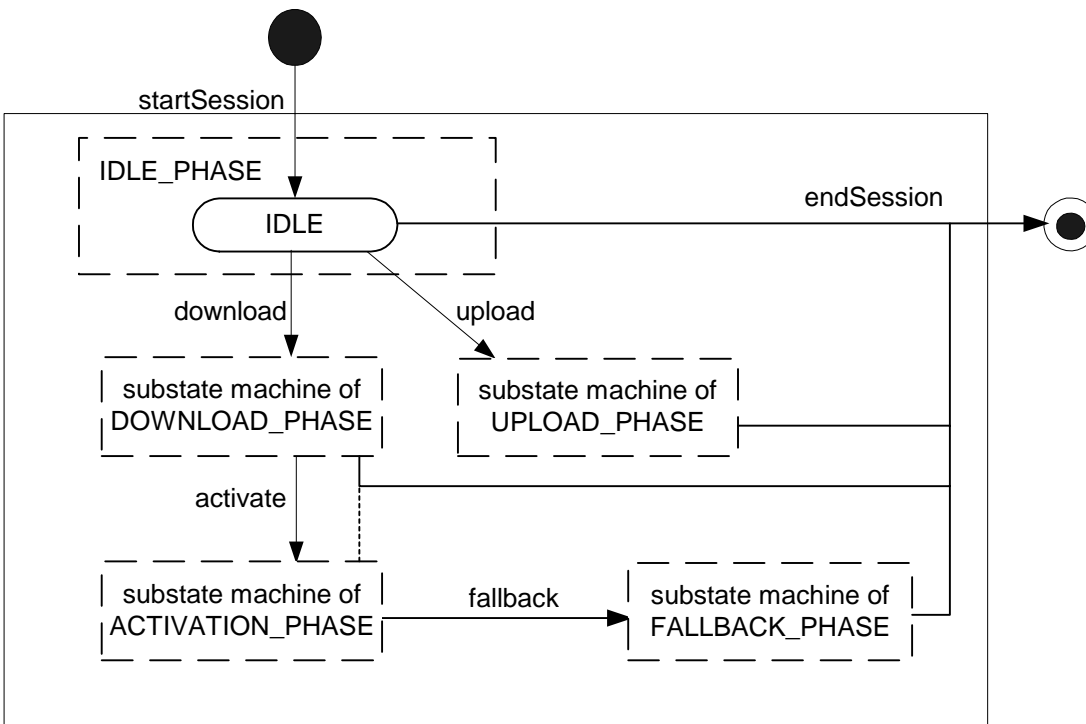 startSession
IDLE_PHASE
endSession
IDLE
download
upload
substate machine of
DOWNLOAD_PHASE
substate machine of
UPLOAD_PHASE
activate
substate machine of
ACTIVATION_PHASE
fallback
substate machine of
FALLBACK_PHASE